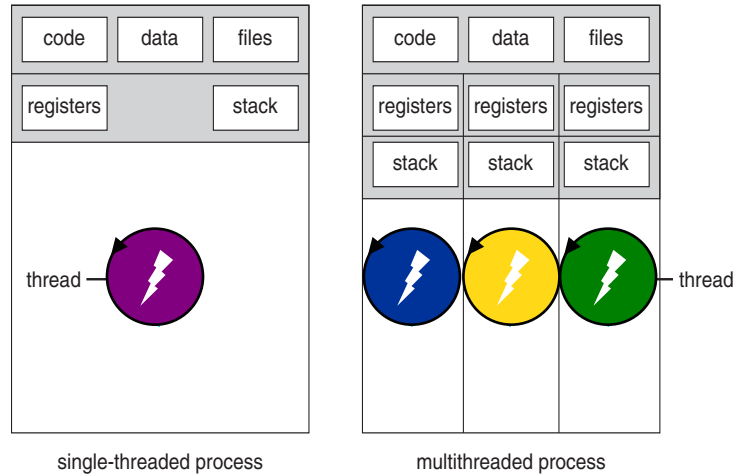 code data files
registers stack
thread
single-threaded process
code data files
registers registers registers
stack stack stack
thread
multithreaded process